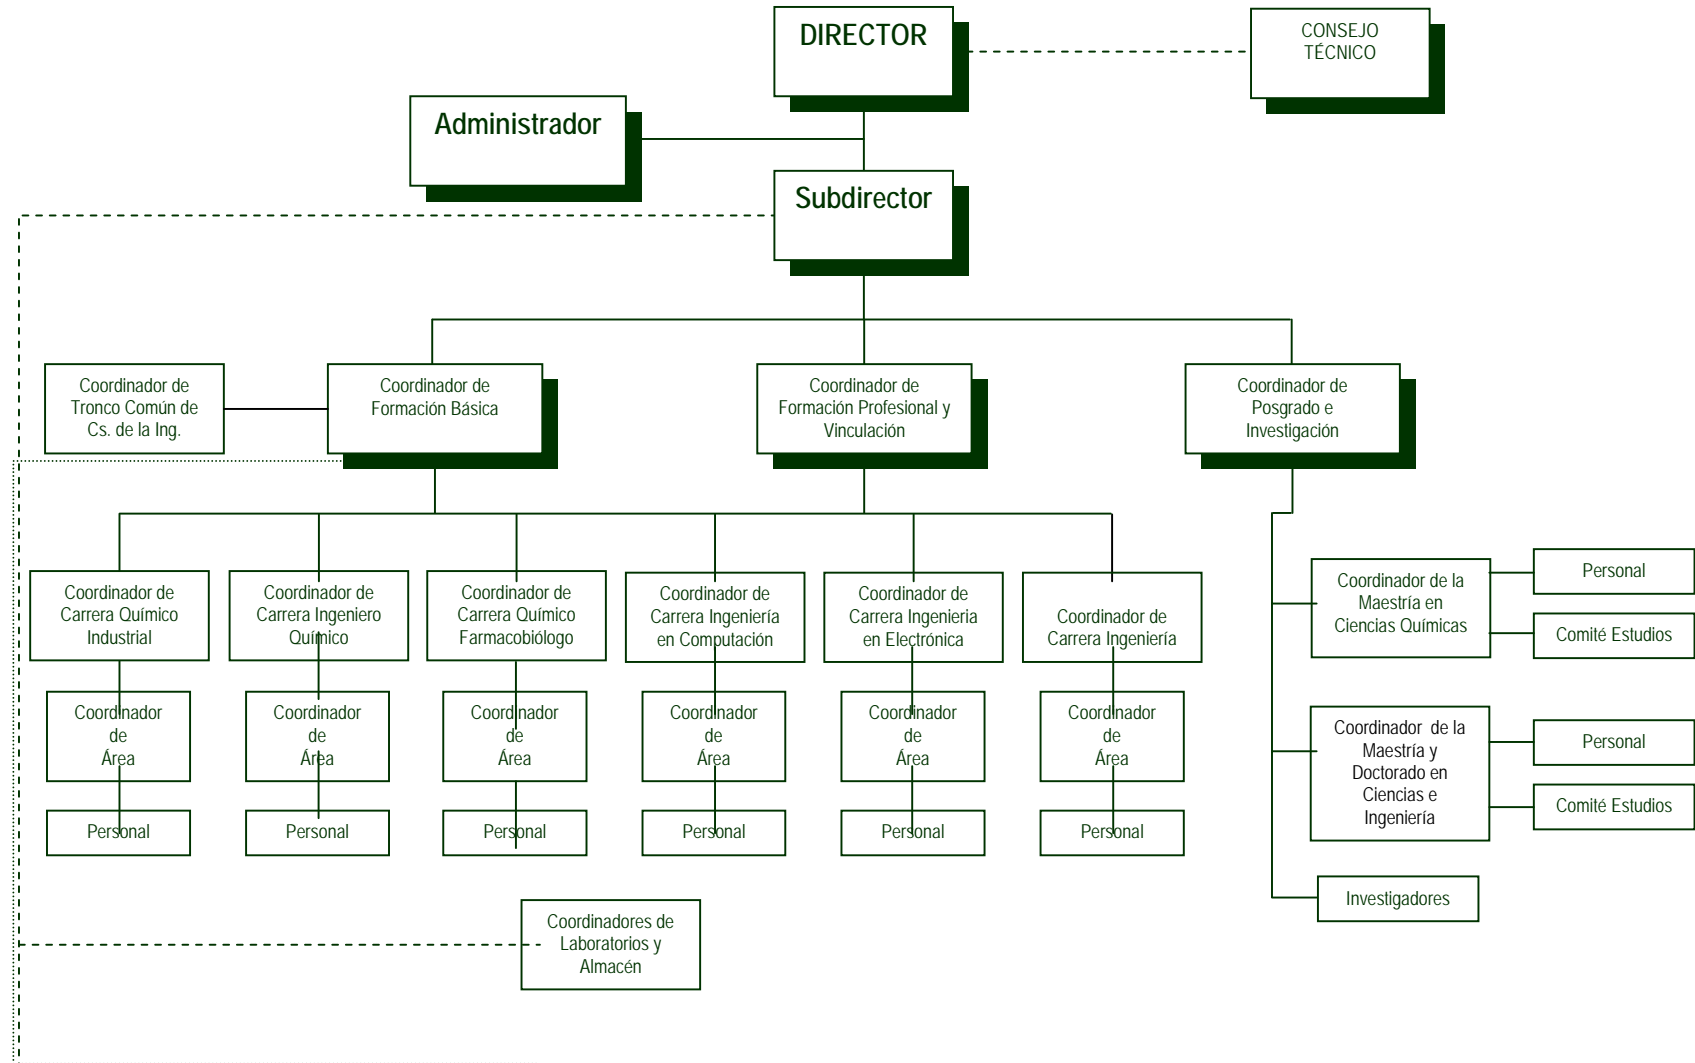 DIRECTOR
CONSEJO
TÉCNICO
Administrador
Subdirector
Coordinador de
Tronco Común de
Cs. de la Ing.
Coordinador de
Formación Básica
Coordinador de
Formación Profesional y
Vinculación
Coordinador de
Posgrado e
Investigación
Coordinador de
Carrera Químico
Industrial
Coordinador de
Carrera Ingeniero
Químico
Coordinador de
Carrera Químico
Farmacobiólogo
Coordinador de
Carrera Ingeniería
en Computación
Coordinador de
Carrera Ingenieria
en Electrónica
Coordinador de
Carrera Ingeniería
Coordinador de la
Maestría en
Ciencias Químicas
Personal
Comité Estudios
Coordinador
de
Área
Coordinador
de
Área
Coordinador
de
Área
Coordinador
de
Área
Coordinador
de
Área
Coordinador
de
Área
Coordinador de la
Maestría y
Doctorado en
Ciencias e
Ingeniería
Personal
Comité Estudios
Personal
Personal
Personal
Personal
Personal
Personal
Investigadores
Coordinadores de
Laboratorios y
Almacén